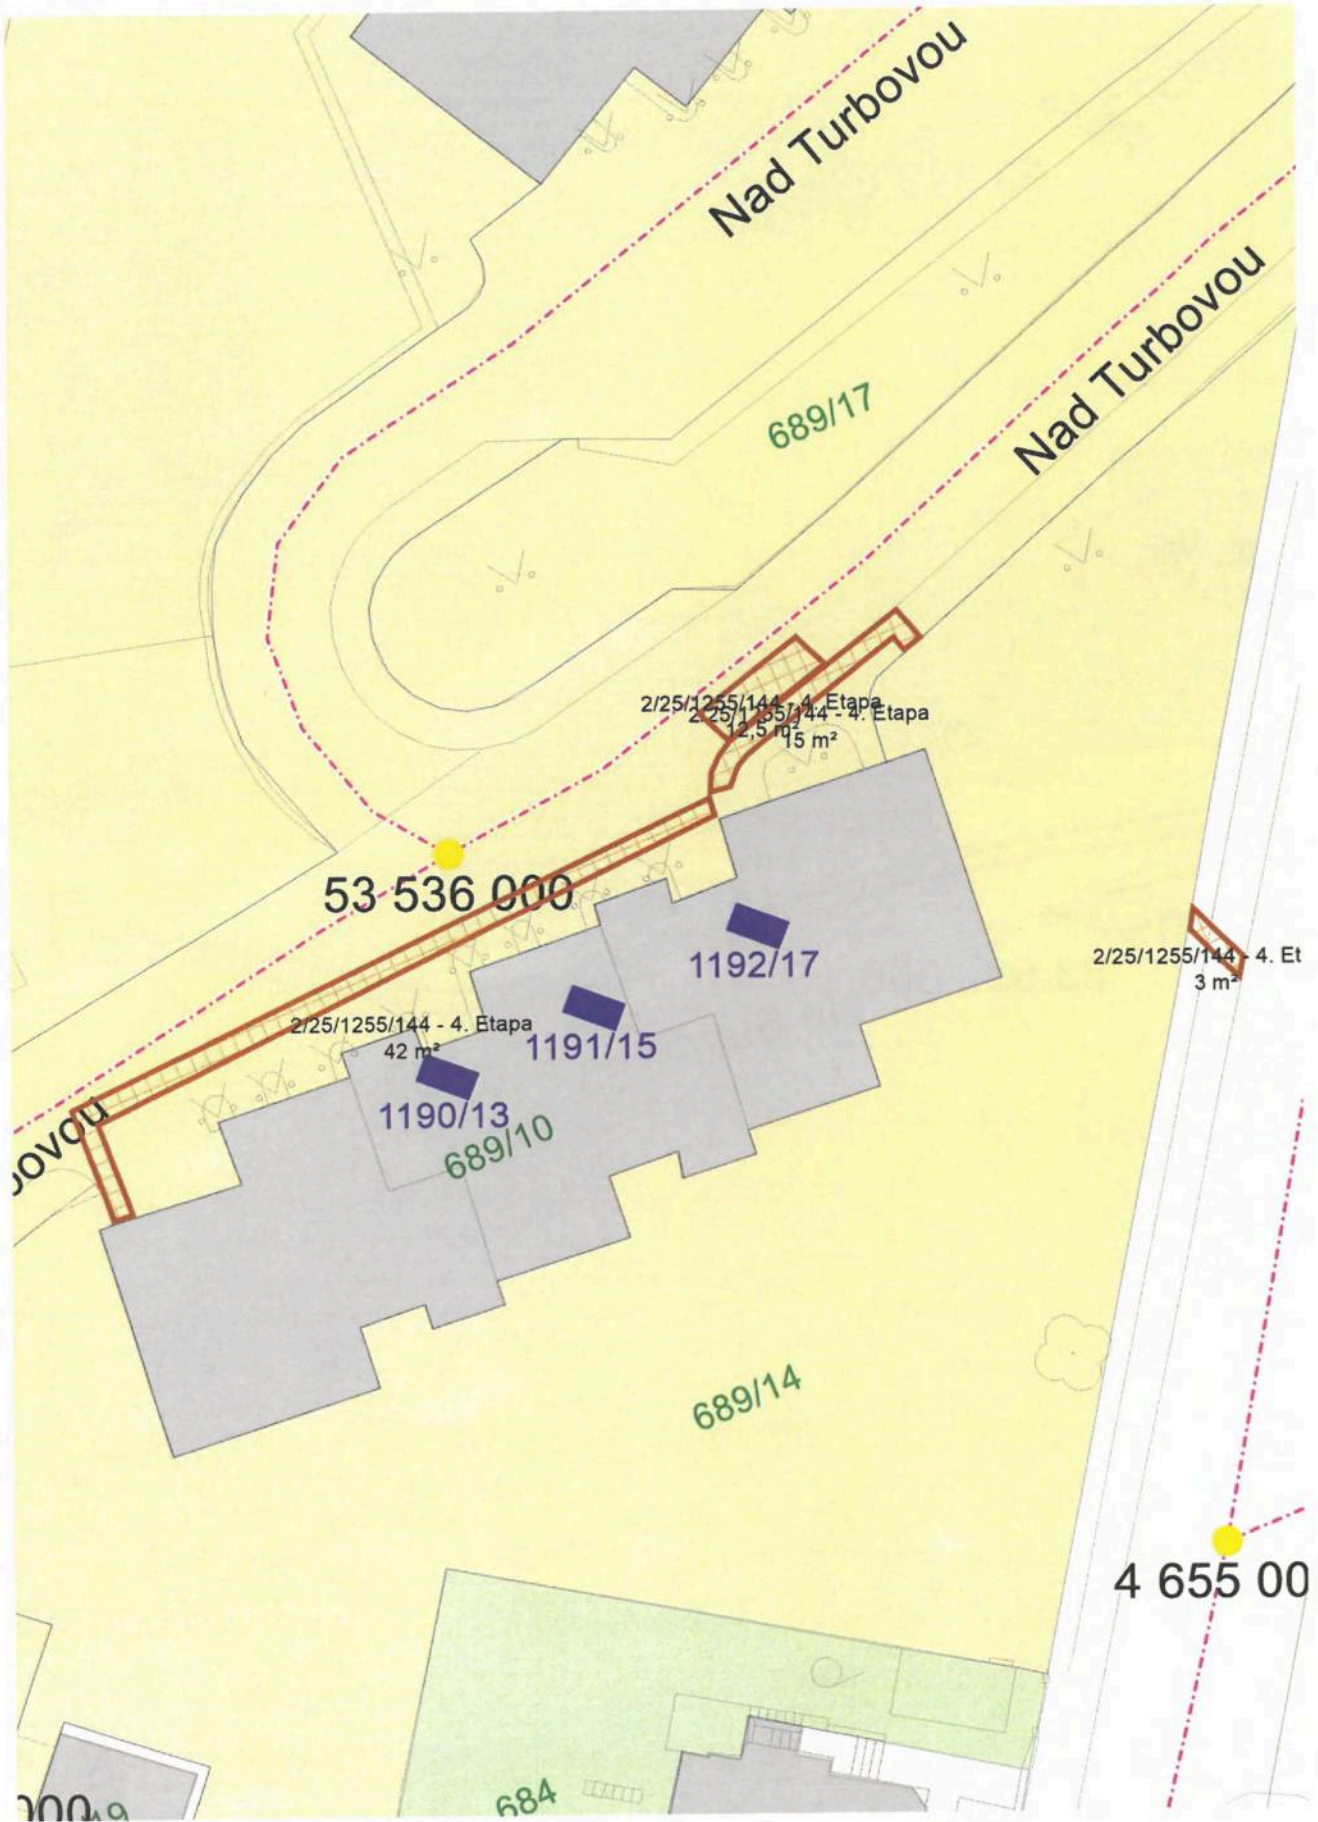 Nad Turbovou
Nad Turbovou
689/17
2/25/1255/144 - 4. Etapa
12,5 m²
2/25/1255/144 - 4. Etapa
15 m²
53 536 000
1192/17
2/25/1255/144 - 4. Et
3 m²
2/25/1255/144 - 4. Etapa
42 m²
1191/15
1190/13
bovou
689/10
689/14
4 655 00
684
000